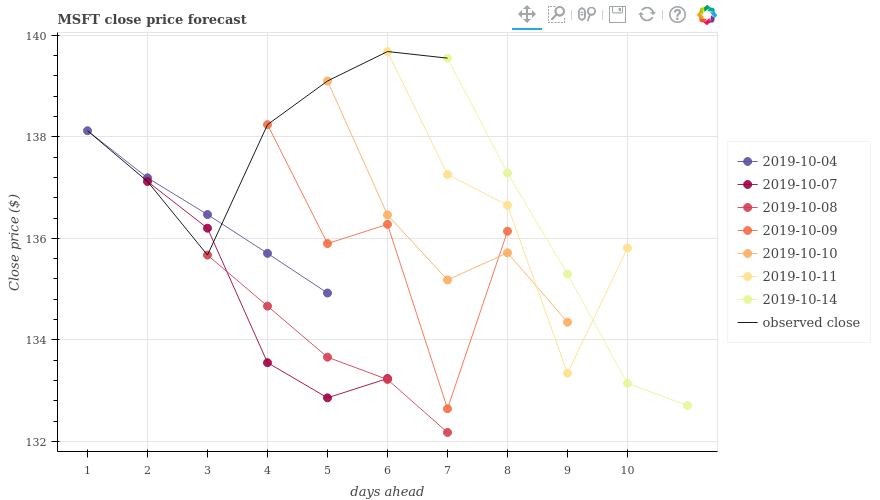 MSFT close price forecast
140
138
136
134
132
Close price ($)
1 2 3 4 5 6 7 8 9 10
days ahead
2019-10-04
2019-10-07
2019-10-08
2019-10-09
2019-10-10
2019-10-11
2019-10-14
observed close